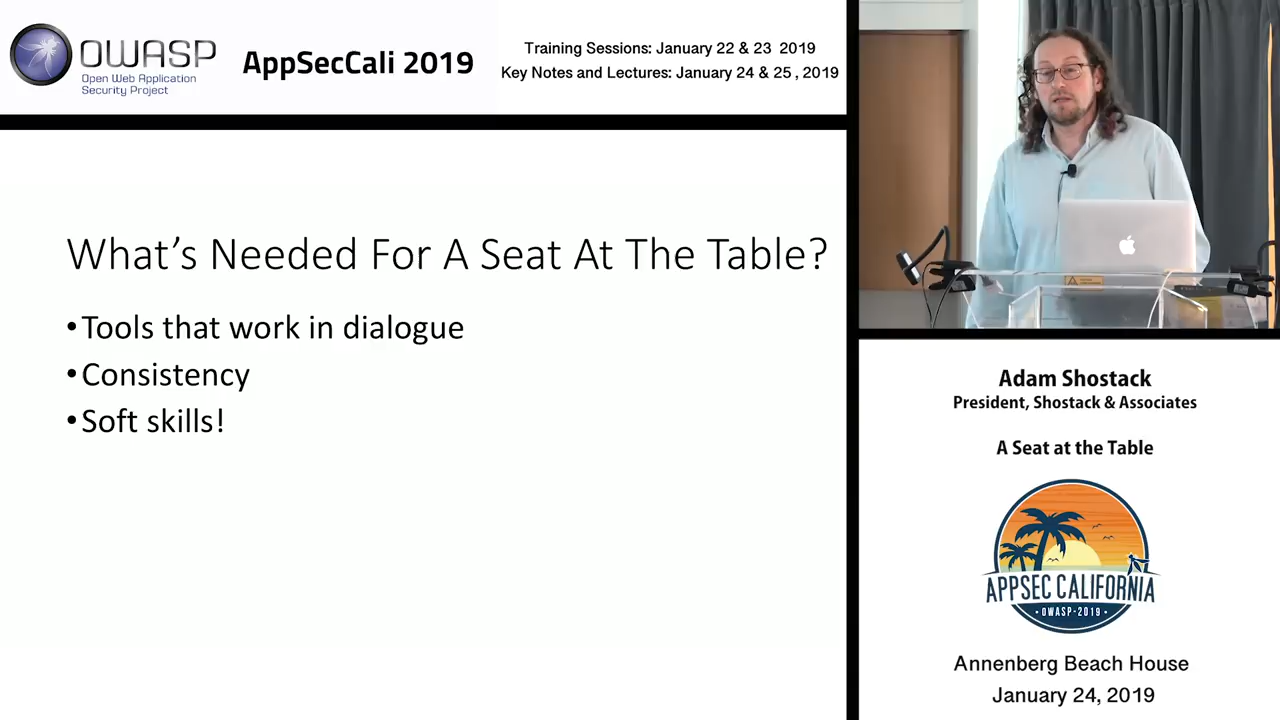 OWASP
Open Web Application
Security Project
AppSecCali 2019
Training Sessions: January 22 & 23 2019
Key Notes and Lectures: January 24 & 25 , 2019
What's Needed For A Seat At The Table?
•Tools that work in dialogue
•Consistency
•Soft skills!
Adam Shostack
President, Shostack & Associates
A Seat at the Table
APPSEC CALIFORNIA
• OWASP-2019 •
Annenberg Beach House
January 24, 2019